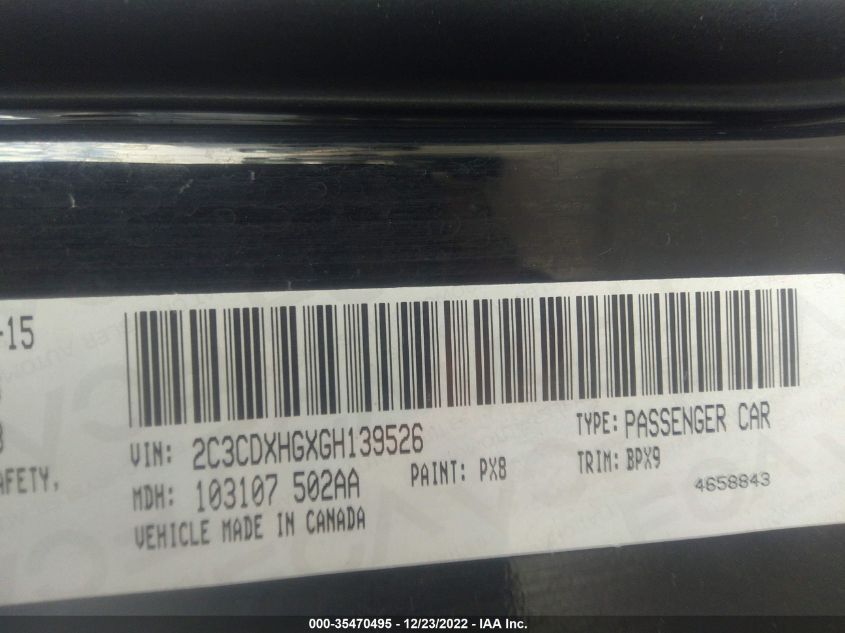 -15
VIN: 2C3CDXHGXGH139526
TYPE: PASSENGER CAR
AFETY,
MDH: 103107 502AA
PAINT: PX8
TRIM: BPX9
4658843
VEHICLE MADE IN CANADA
000-35470495 - 12/23/2022 - IAA Inc.